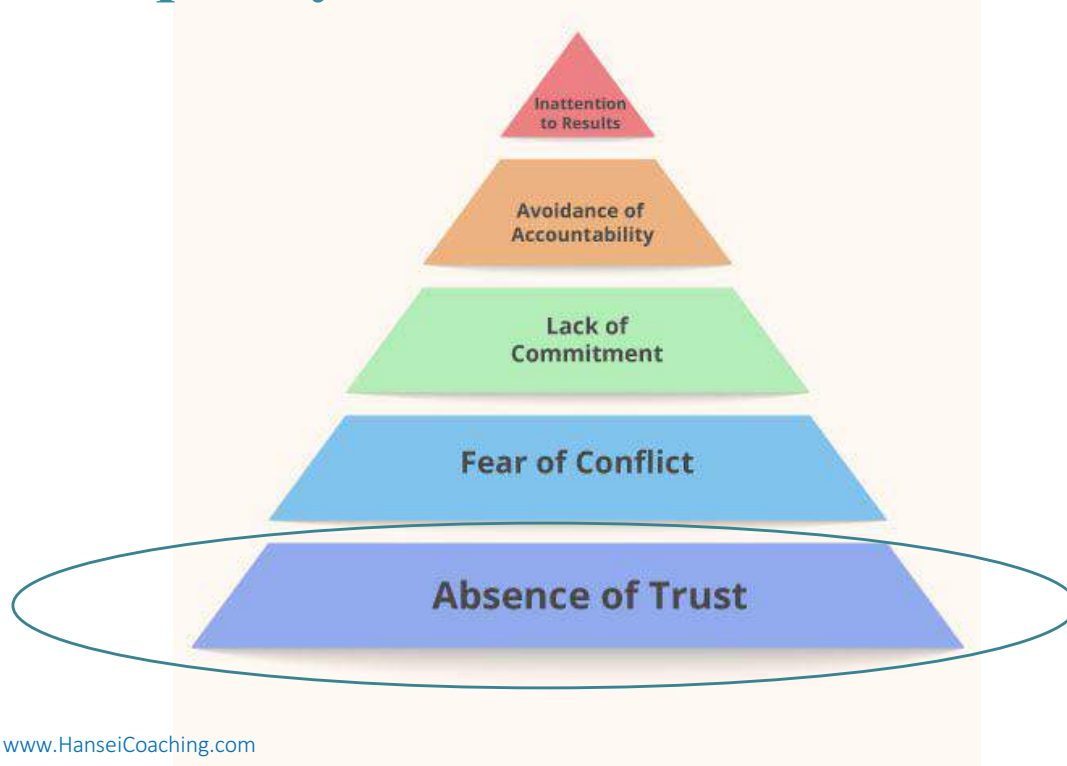 Inattention
to Results
Avoidance of
Accountability
Lack of
Commitment
Fear of Conflict
Absence of Trust
www.HanseiCoaching.com